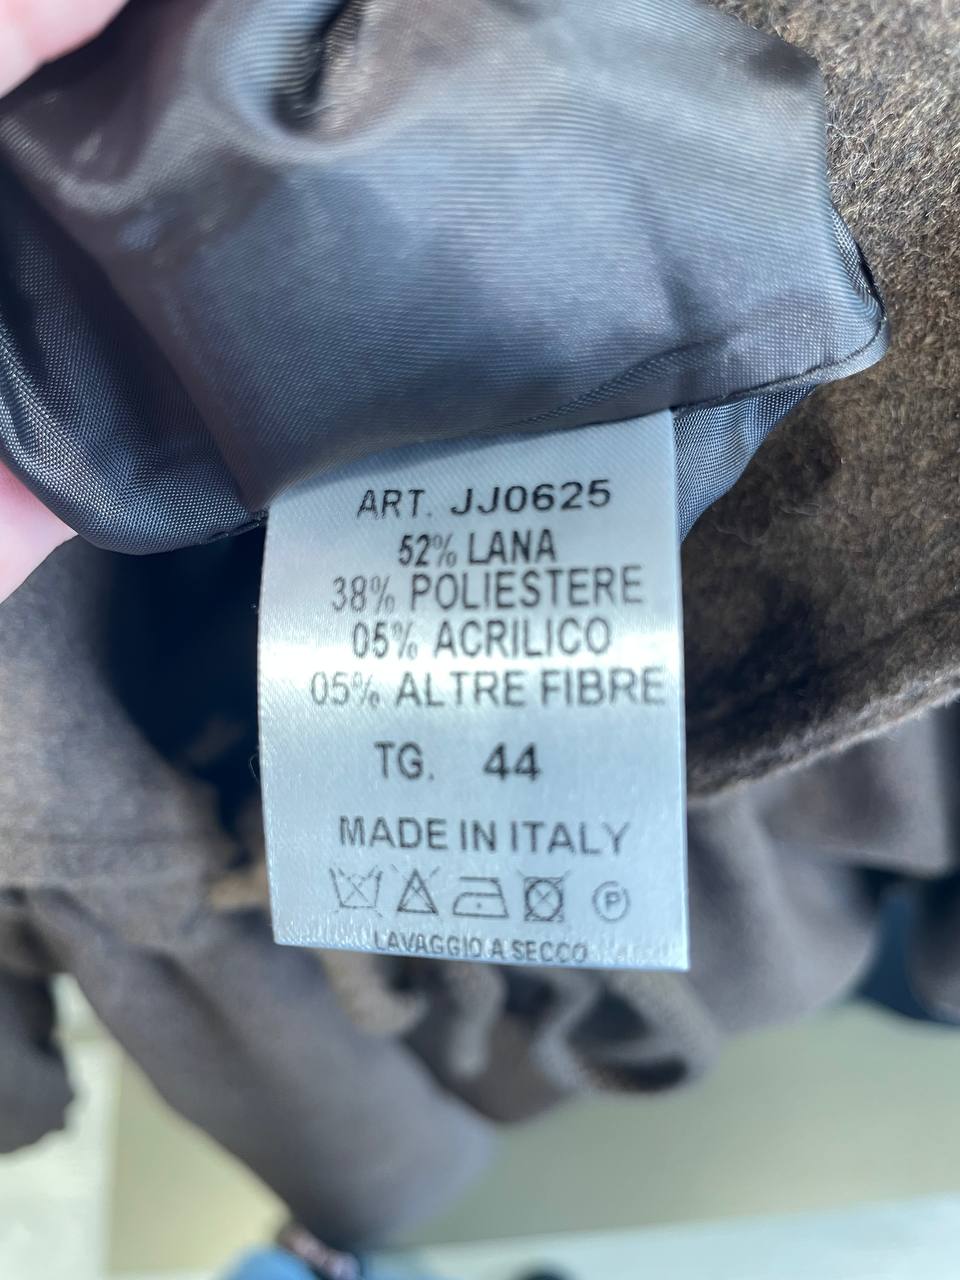 ART. JJ0625
52% LANA
38% POLIESTERE
05% ACRILICO
05% ALTRE FIBRE
TG. 44
MADE IN ITALY
P
LAVAGGIO A SECCO